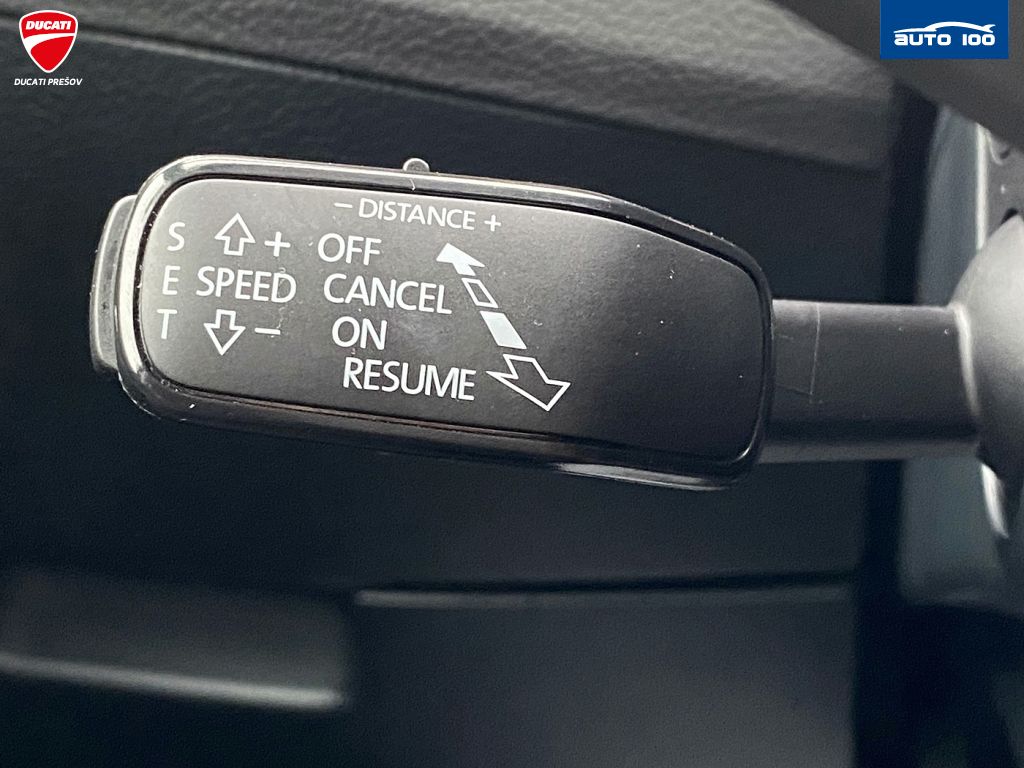 DUCATI
DUCATI PREŠOV
AUTO 100
– DISTANCE +
S + OFF
E SPEED CANCEL
T – ON
RESUME